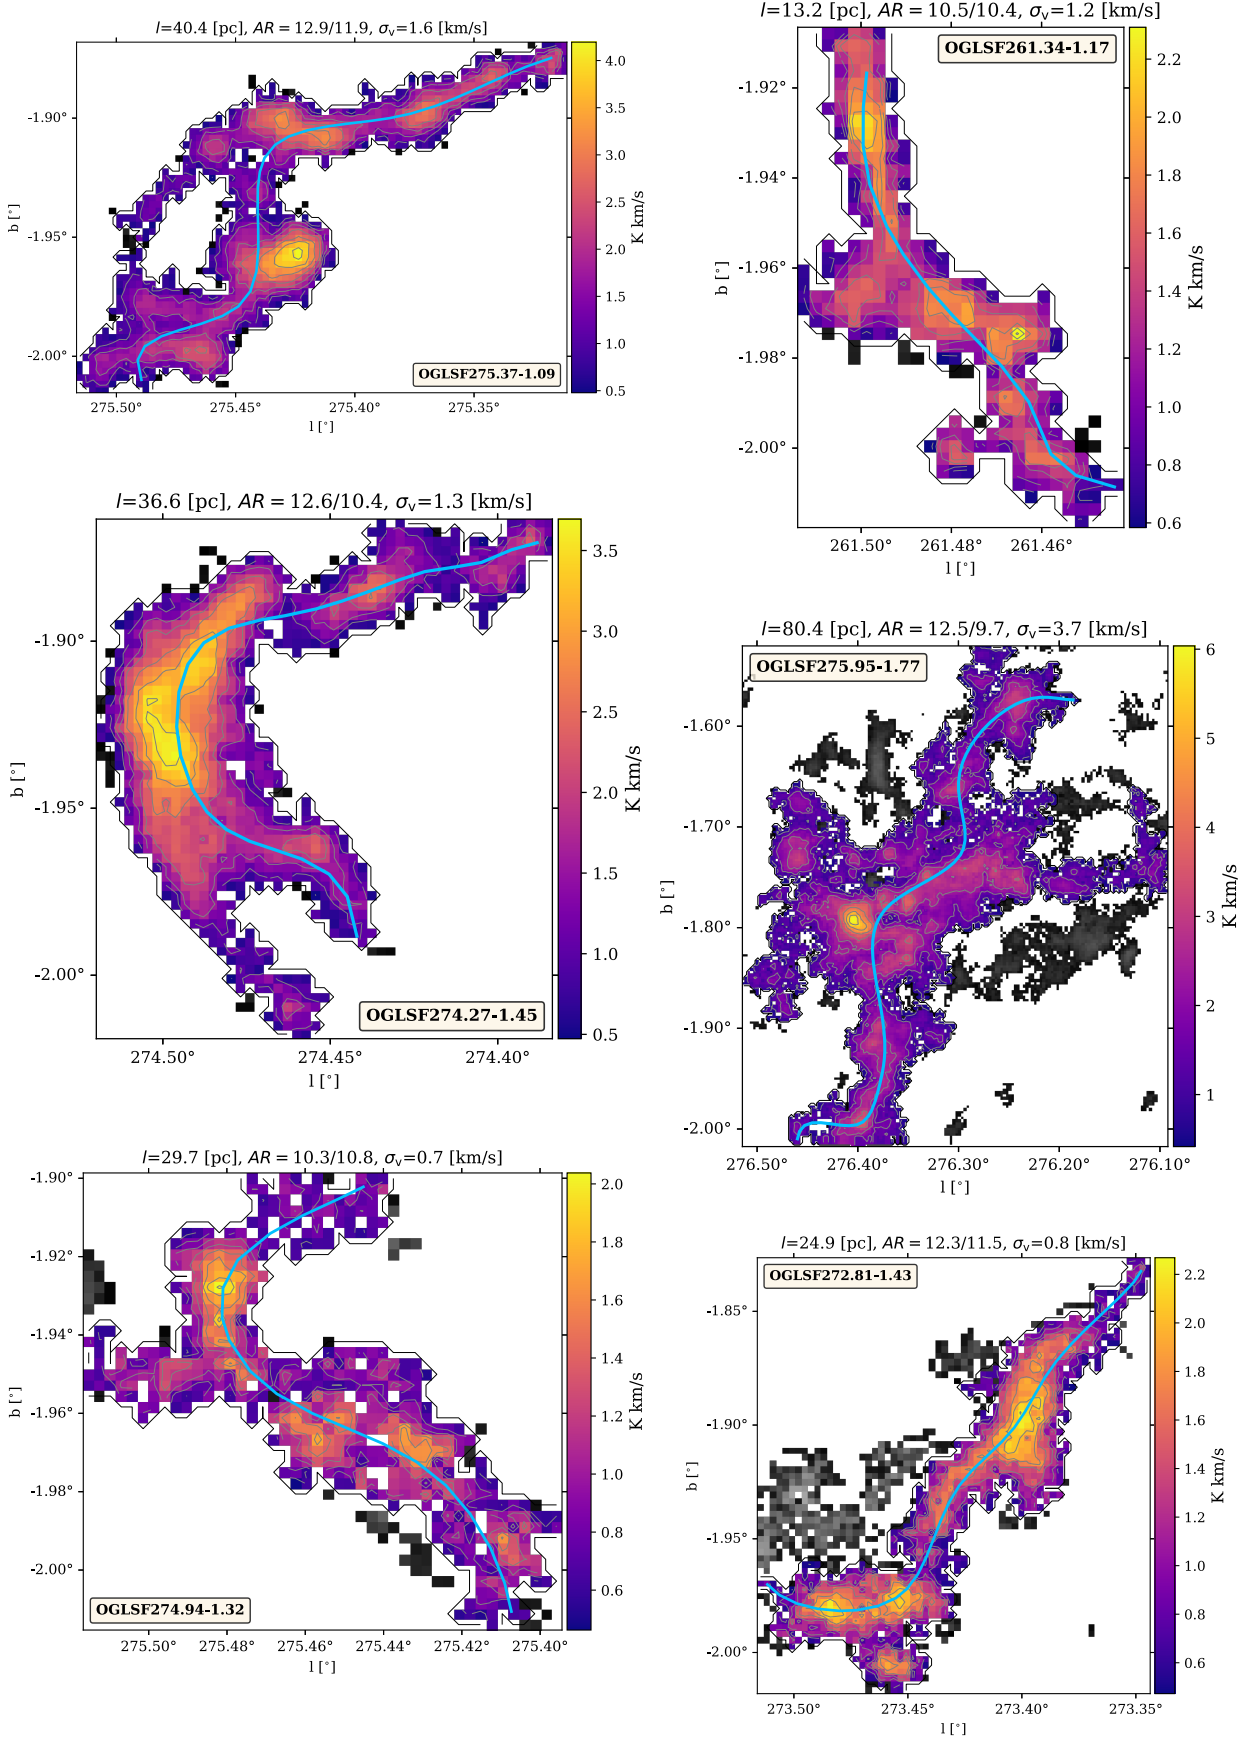 l=40.4 [pc], AR = 12.9/11.9, σᵥ=1.6 [km/s]
-1.90°
-1.95°
-2.00°
b [°]
275.50° 275.45° 275.40° 275.35°
l [°]
OGLSF275.37-1.09
4.0
3.5
3.0
2.5
2.0
1.5
1.0
0.5
K km/s
l=13.2 [pc], AR = 10.5/10.4, σᵥ=1.2 [km/s]
OGLSF261.34-1.17
-1.92°
-1.94°
-1.96°
-1.98°
-2.00°
b [°]
261.50° 261.48° 261.46°
l [°]
2.2
2.0
1.8
1.6
1.4
1.2
1.0
0.8
0.6
K km/s
l=36.6 [pc], AR = 12.6/10.4, σᵥ=1.3 [km/s]
-1.90°
-1.95°
-2.00°
b [°]
OGLSF274.27-1.45
274.50° 274.45° 274.40°
l [°]
3.5
3.0
2.5
2.0
1.5
1.0
0.5
K km/s
l=80.4 [pc], AR = 12.5/9.7, σᵥ=3.7 [km/s]
OGLSF275.95-1.77
-1.60°
-1.70°
-1.80°
-1.90°
-2.00°
b [°]
276.50° 276.40° 276.30° 276.20° 276.10°
l [°]
6
5
4
3
2
1
K km/s
l=29.7 [pc], AR = 10.3/10.8, σᵥ=0.7 [km/s]
-1.90°
-1.92°
-1.94°
-1.96°
-1.98°
-2.00°
b [°]
OGLSF274.94-1.32
275.50° 275.48° 275.46° 275.44° 275.42° 275.40°
l [°]
2.0
1.8
1.6
1.4
1.2
1.0
0.8
0.6
K km/s
l=24.9 [pc], AR = 12.3/11.5, σᵥ=0.8 [km/s]
OGLSF272.81-1.43
-1.85°
-1.90°
-1.95°
-2.00°
b [°]
273.50° 273.45° 273.40° 273.35°
l [°]
2.2
2.0
1.8
1.6
1.4
1.2
1.0
0.8
0.6
K km/s